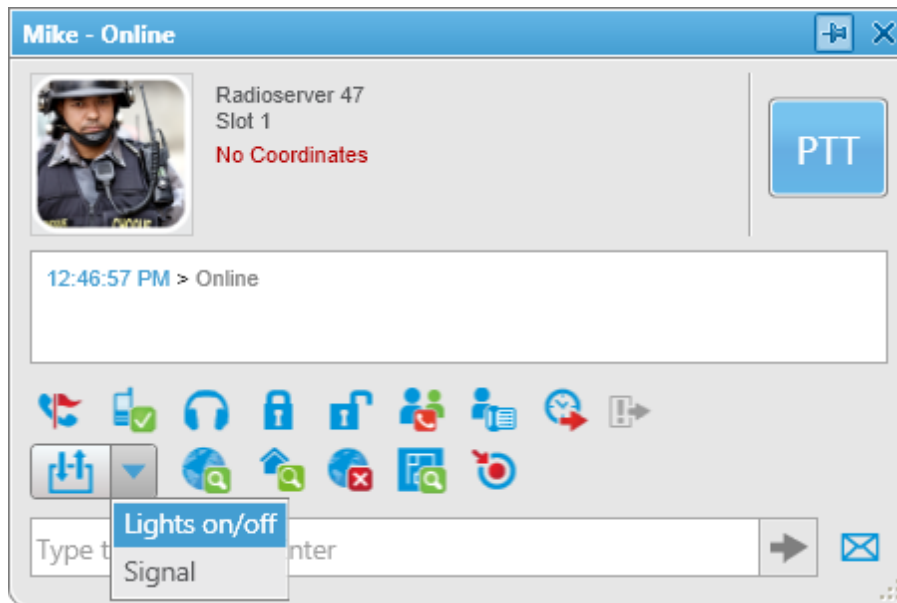 Mike - Online
Radioserver 47
Slot 1
No Coordinates
PTT
12:46:57 PM > Online
Lights on/off
Type t nter
Signal